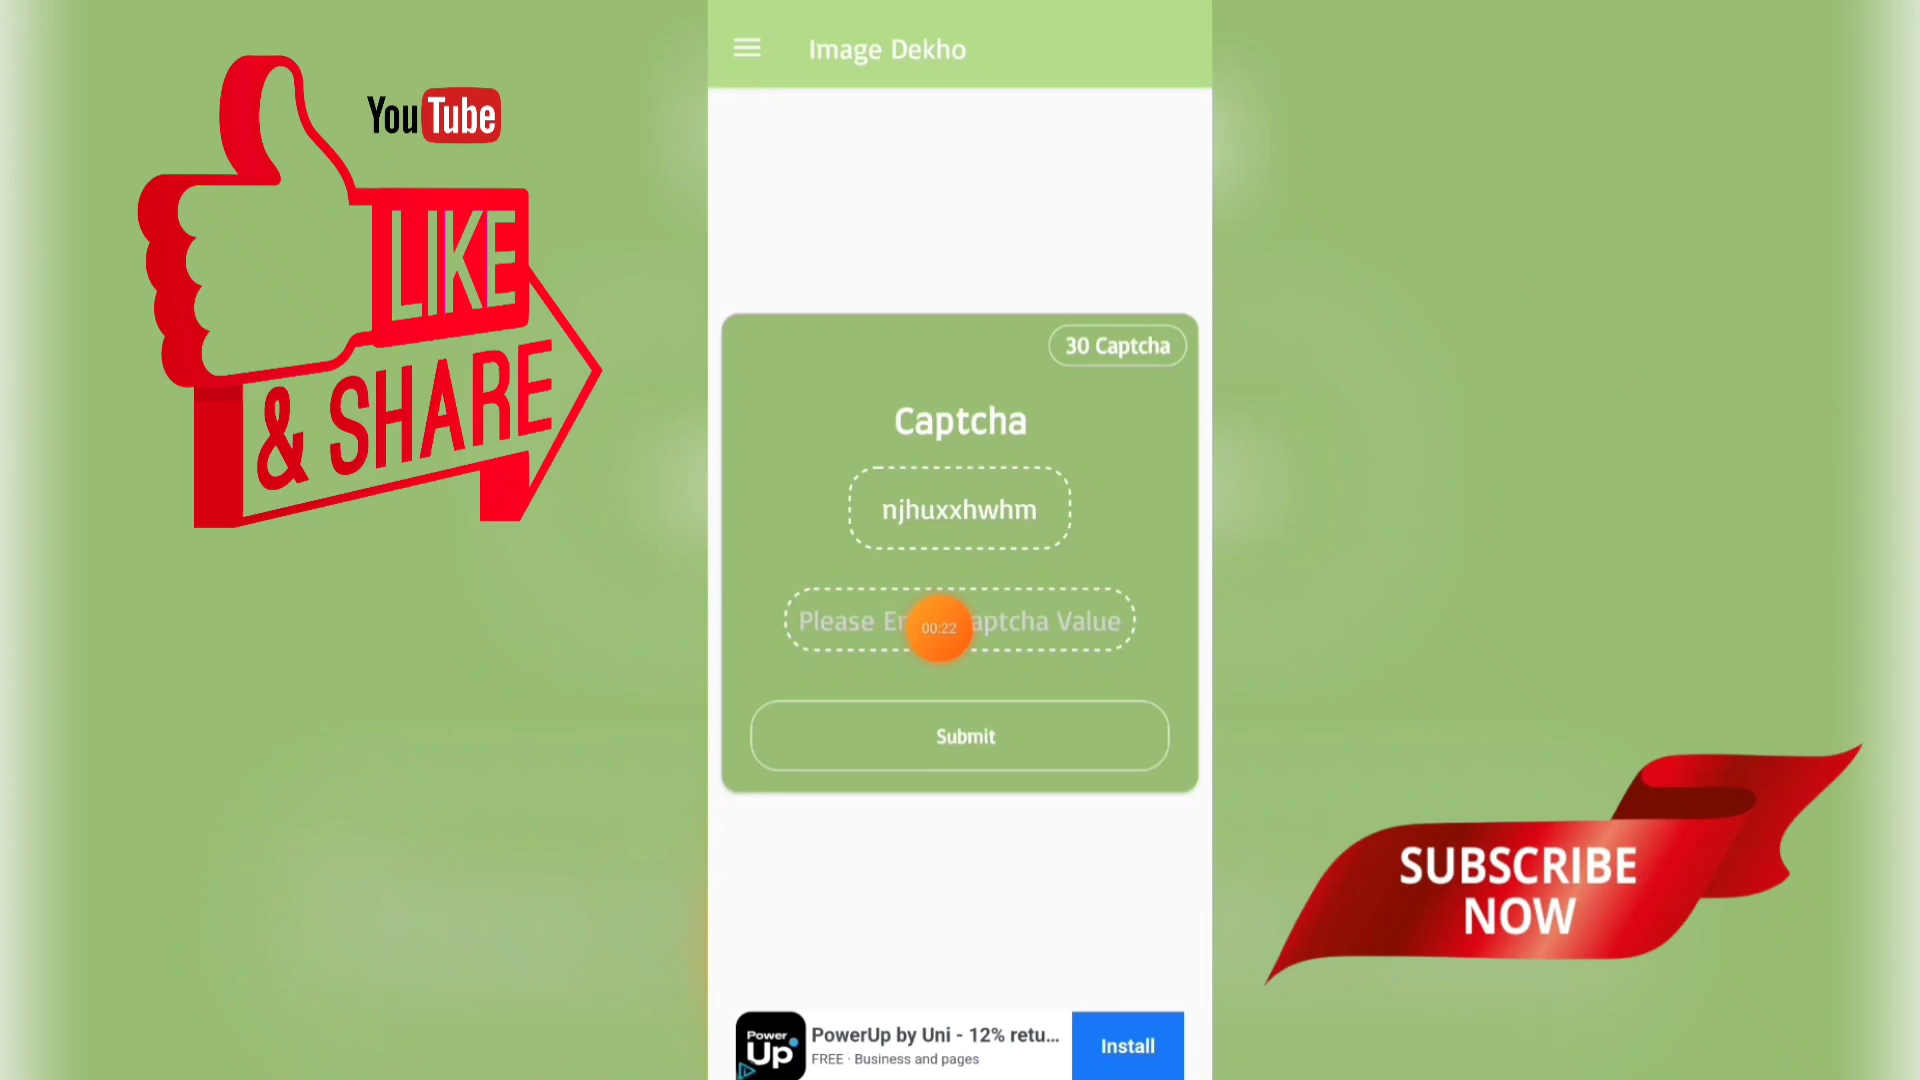 YouTube
LIKE
& SHARE
Image Dekho
30 Captcha
Captcha
njhuxxhwhm
Please En
aptcha Value
00:22
Submit
SUBSCRIBE
NOW
Power
Up
PowerUp by Uni - 12% retu...
FREE · Business and pages
Install